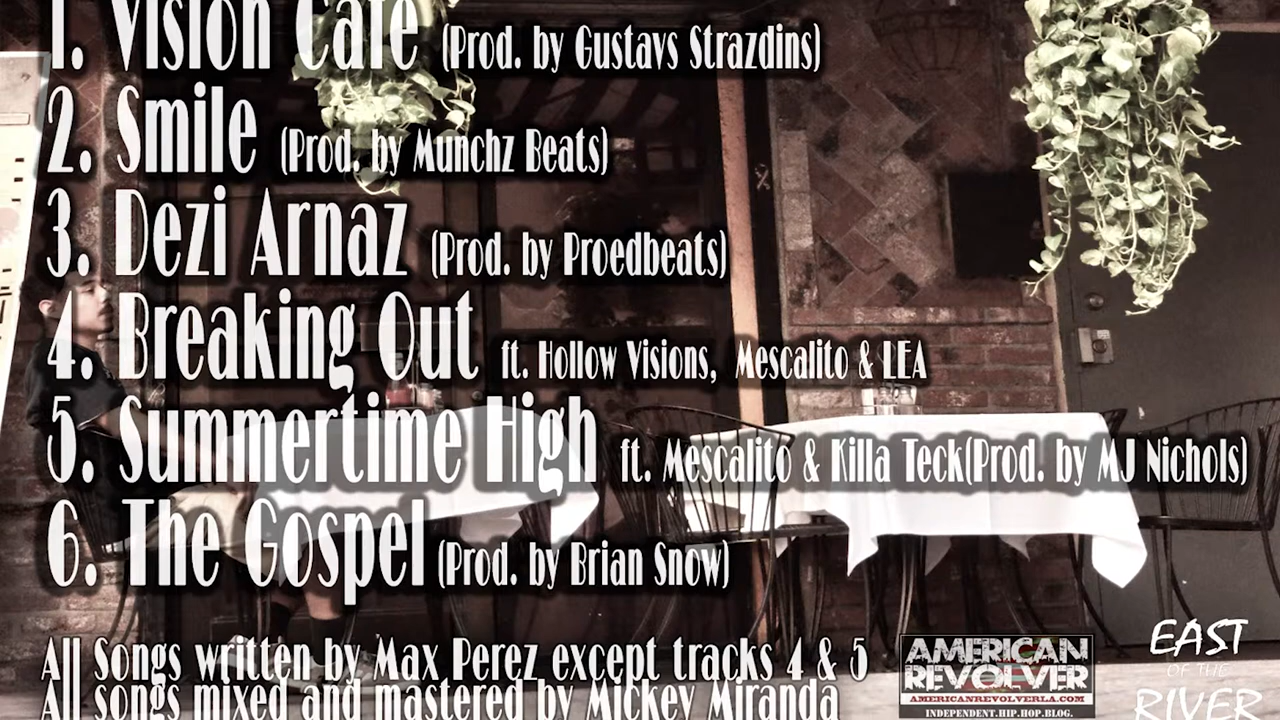 1. Vision Cafe (Prod. by Gustavs Strazdins)
2. Smile (Prod. by Munchz Beats)
3. Dezi Arnaz (Prod. by Proedbeats)
4. Breaking Out ft. Hollow Visions, Mescalito & LEA
5. Summertime High ft. Mescalito & Killa Teck(Prod. by MJ Nichols)
6. The Gospel (Prod. by Brian Snow)
All Songs written by Max Perez except tracks 4 & 5
All songs mixed and mastered by Mickey Miranda
AMERICAN
REVOLVER
AMERICANREVOLVERLA.COM
INDEPENDENT.HIP.HOP.BLOG.
EAST
OF THE
RIVER